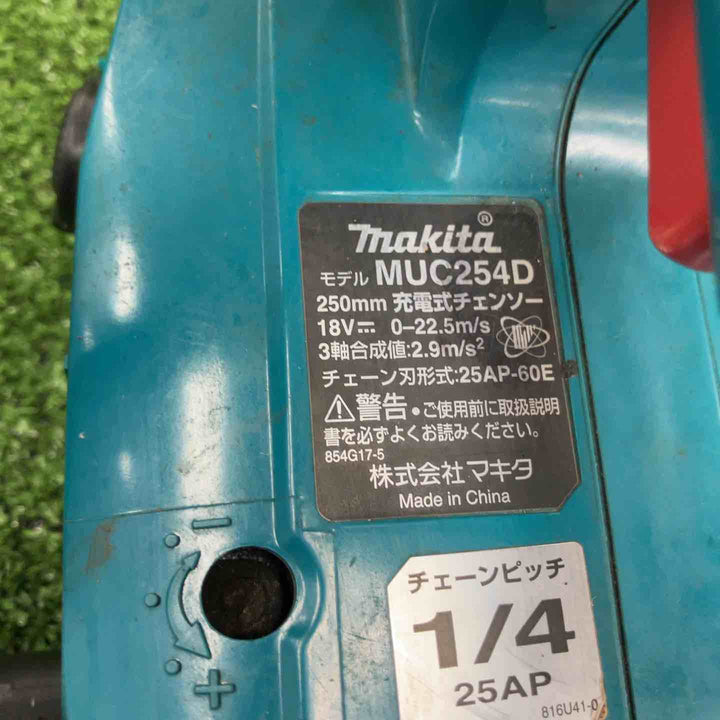 makita®
モデル MUC254D
250mm 充電式チェンソー
18V⎓ 0–22.5m/s
3軸合成値:2.9m/s²
チェーン刃形式:25AP-60E
⚠警告・ご使用前に取扱説明
書を必ずよくお読みください。
854G17-5
株式会社マキタ
Made in China
チェーンピッチ
1/4
25AP
816U41-0
−
+